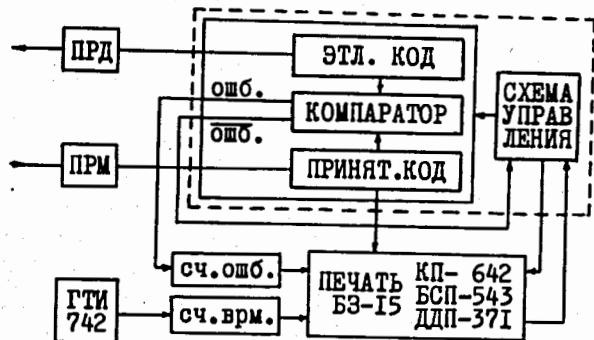 ПРД
ЭТЛ. КОД
ошб.
КОМПАРАТОР
ошб.
СХЕМА
УПРАВ
ЛЕНИЯ
ПРМ
ПРИНЯТ.КОД
сч.ошб.
ПЕЧАТЬ
БЗ-15
КП- 642
БСП-543
ДДП-371
ГТИ
742
сч.врм.